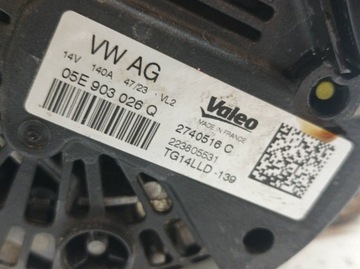 VW AG
14V 140A 47/23 VL2
05E 903 026 Q
Valeo
MADE IN FRANCE
2740516 C
223805531
TG14LLD -139